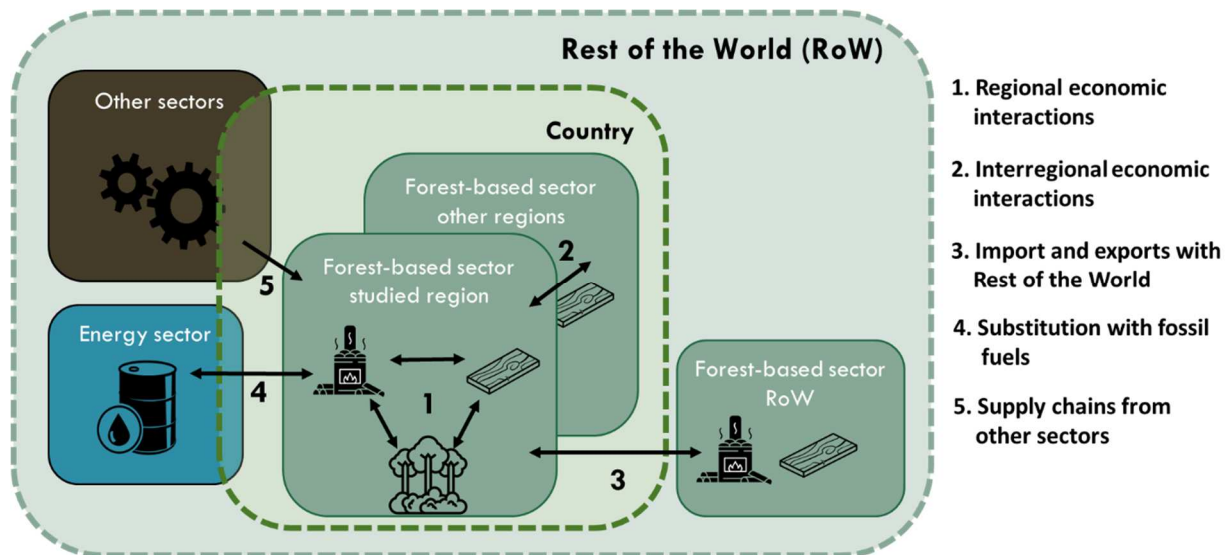 Rest of the World (RoW)
Other sectors
Country
Forest-based sector
other regions
2
Forest-based sector
studied region
5
Energy sector
4
1
Forest-based sector
RoW
3
1. Regional economic
interactions
2. Interregional economic
interactions
3. Import and exports with
Rest of the World
4. Substitution with fossil
fuels
5. Supply chains from
other sectors